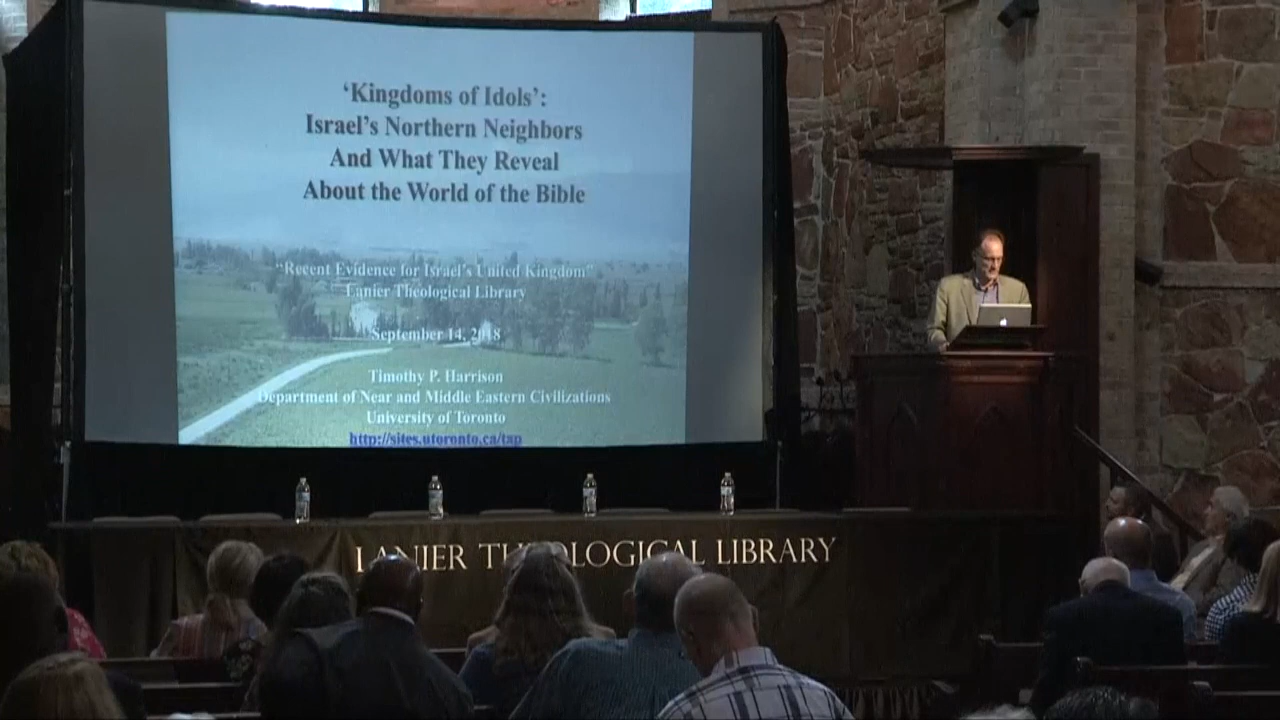 ‘Kingdoms of Idols’:
Israel’s Northern Neighbors
And What They Reveal
About the World of the Bible
“Recent Evidence for Israel’s United Kingdom”
Lanier Theological Library
September 14, 2018
Timothy P. Harrison
Department of Near and Middle Eastern Civilizations
University of Toronto
http://sites.utoronto.ca/tap
LANIER THEOLOGICAL LIBRARY